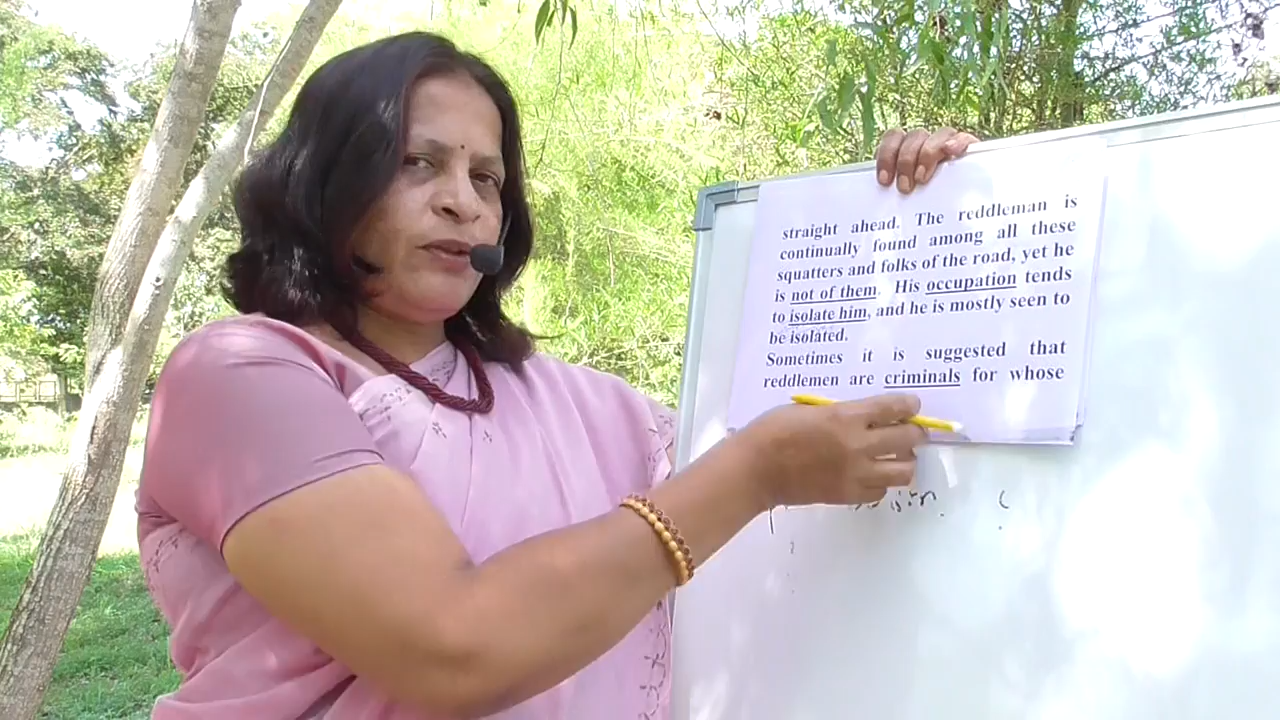 straight ahead. The reddleman is
continually found among all these
squatters and folks of the road, yet he
is not of them. His occupation tends
to isolate him, and he is mostly seen to
be isolated.
Sometimes it is suggested that
reddlemen are criminals for whose